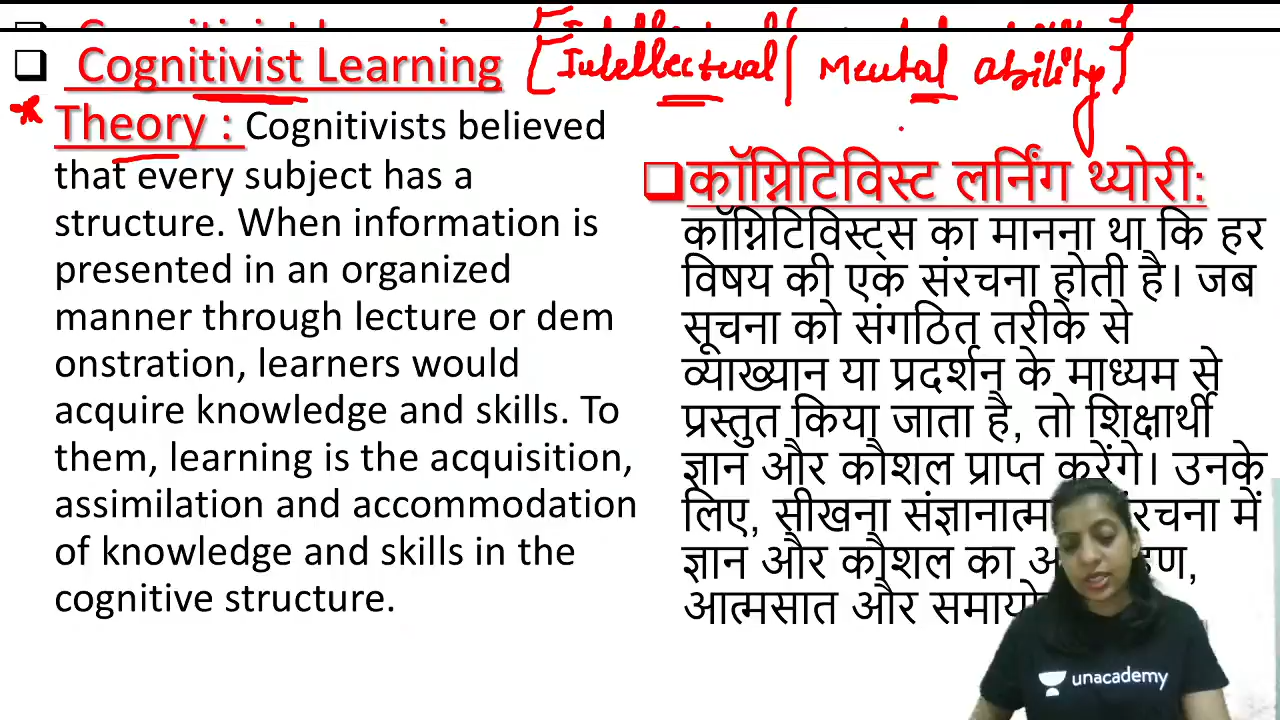 Cognitivist Learning [Intellectual/ Mental ability]
Theory : Cognitivists believed
that every subject has a
structure. When information is
presented in an organized
manner through lecture or dem
onstration, learners would
acquire knowledge and skills. To
them, learning is the acquisition,
assimilation and accommodation
of knowledge and skills in the
cognitive structure.
कॉग्निटिविस्ट लर्निंग थ्योरी:
कॉग्निटिविस्ट्स का मानना था कि हर
विषय की एक संरचना होती है। जब
सूचना को संगठित तरीके से
व्याख्यान या प्रदर्शन के माध्यम से
प्रस्तुत किया जाता है, तो शिक्षार्थी
ज्ञान और कौशल प्राप्त करेंगे। उनके
लिए, सीखना में
ज्ञान और कौशल का
आत्मसात और
unacademy